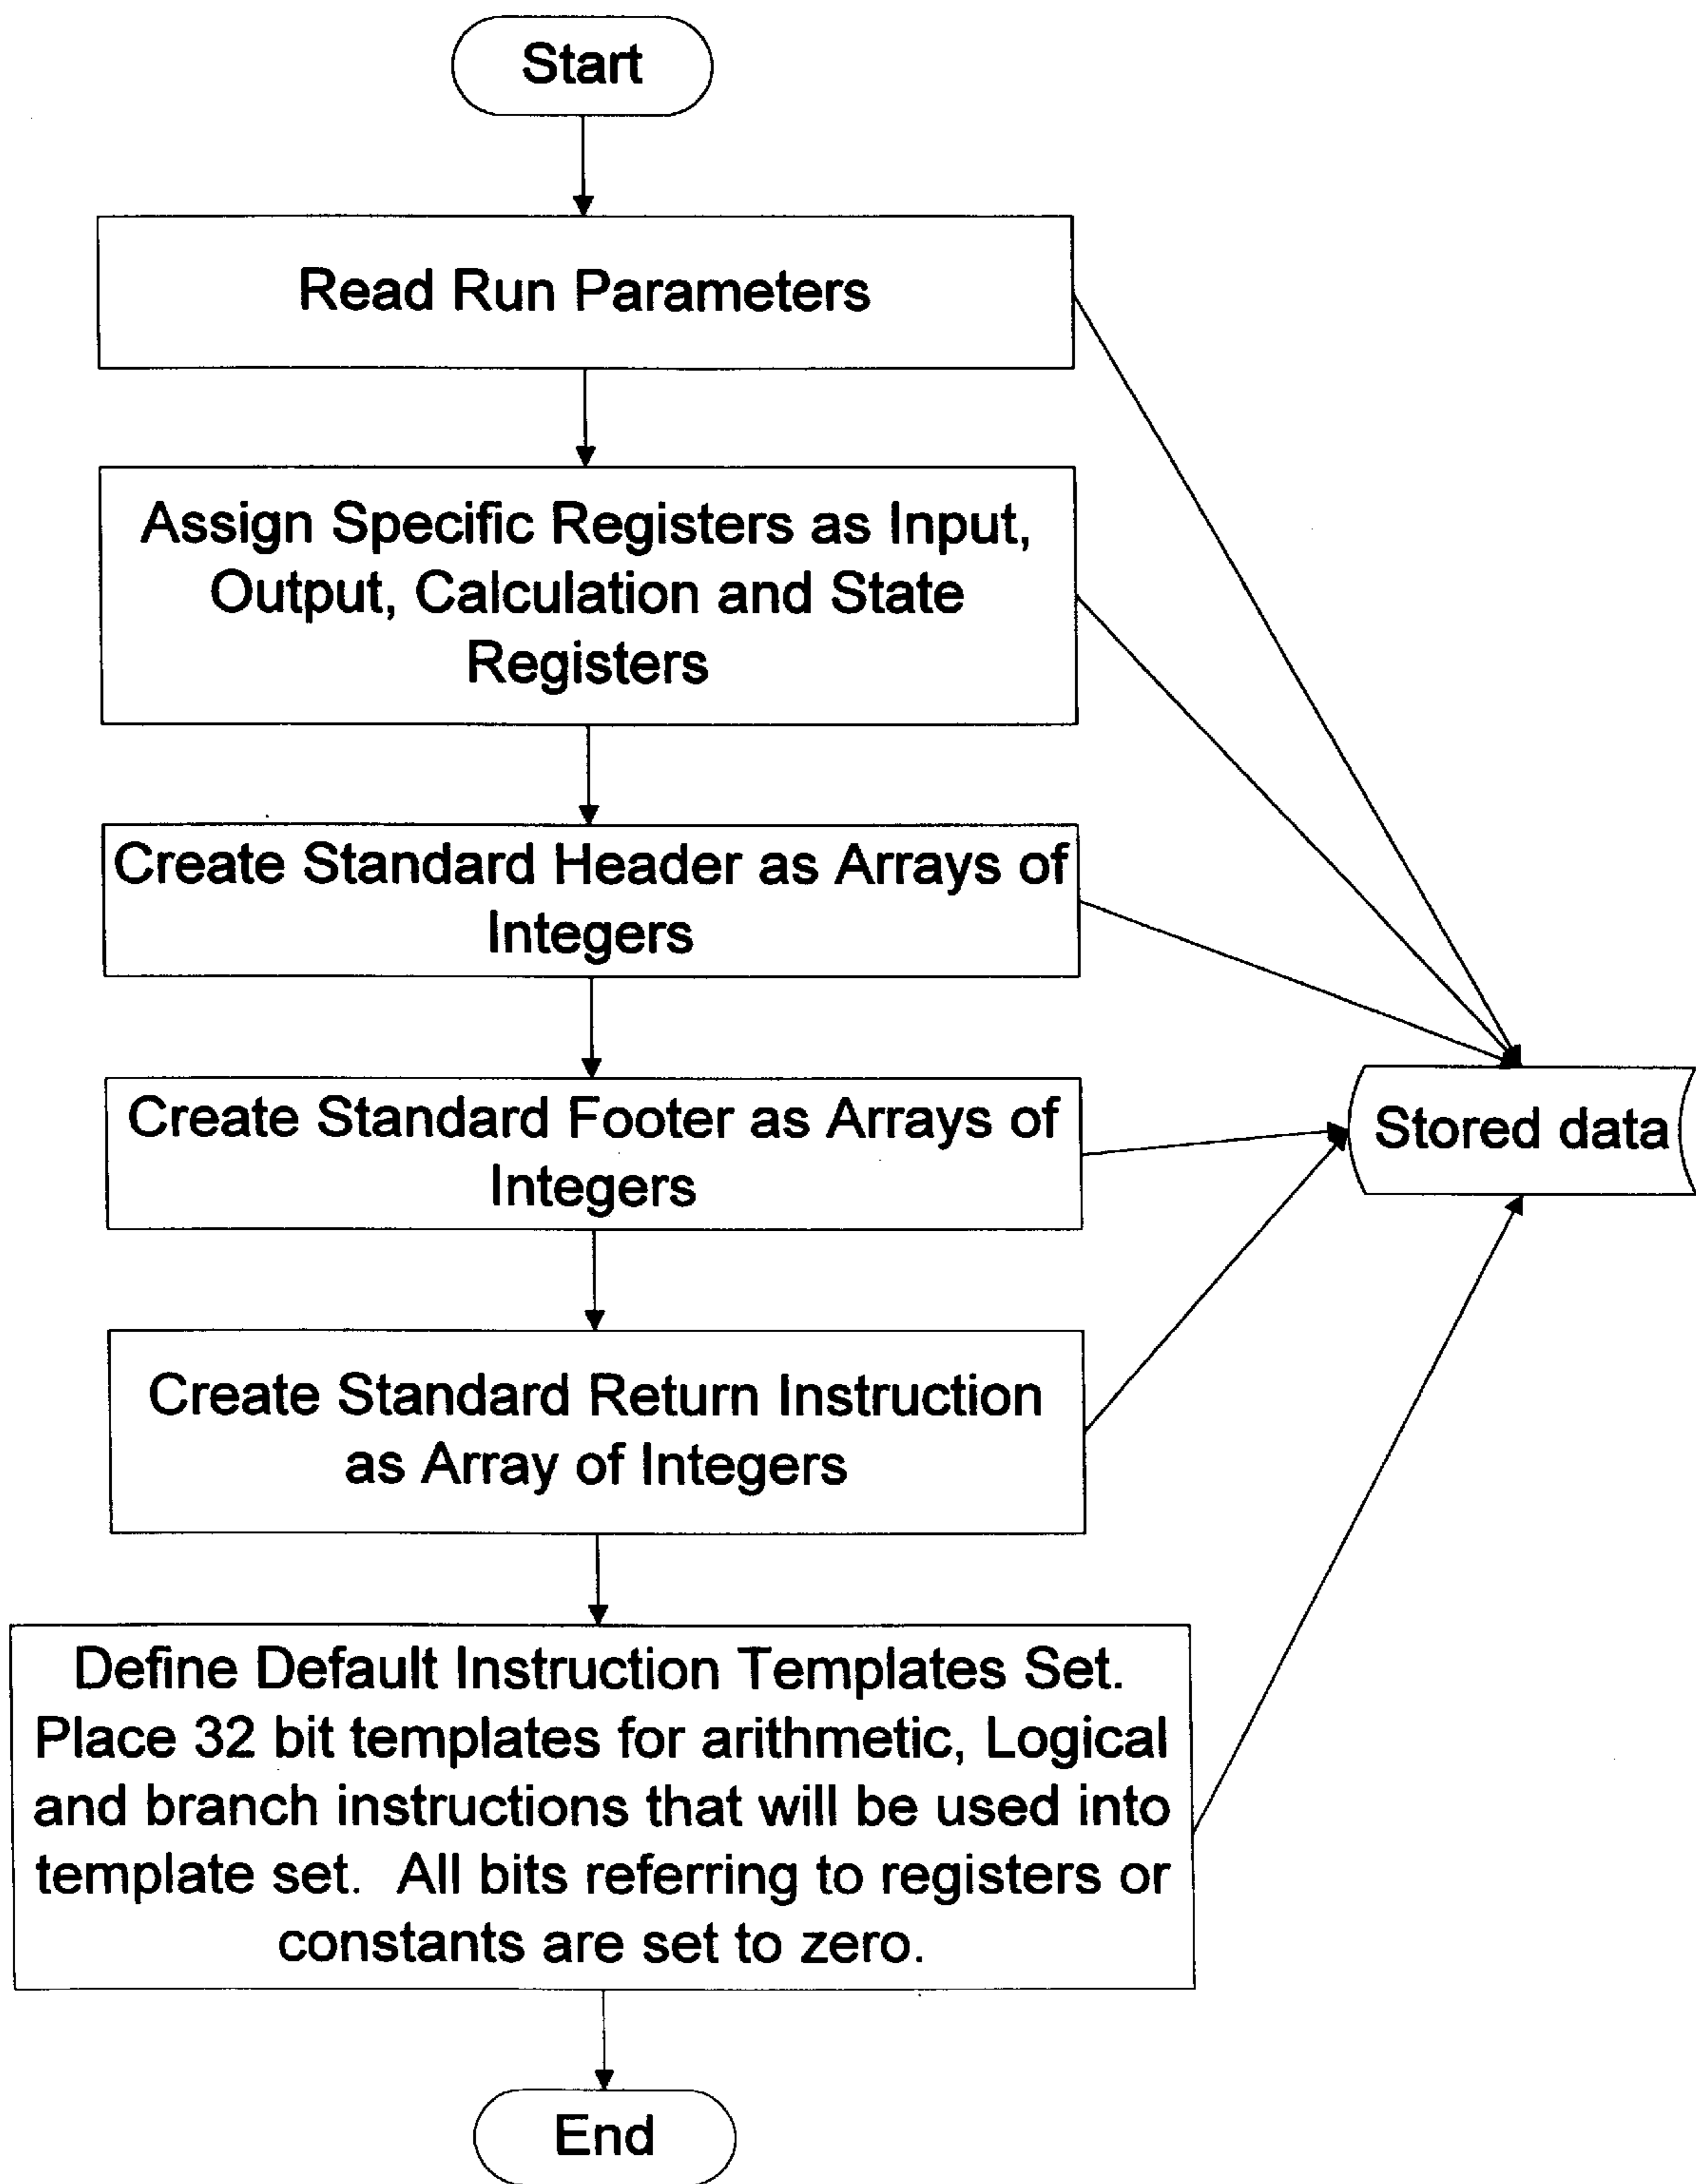 Start
Read Run Parameters
Assign Specific Registers as Input,
Output, Calculation and State
Registers
Create Standard Header as Arrays of
Integers
Create Standard Footer as Arrays of
Integers
Stored data
Create Standard Return Instruction
as Array of Integers
Define Default Instruction Templates Set.
Place 32 bit templates for arithmetic, Logical
and branch instructions that will be used into
template set.  All bits referring to registers or
constants are set to zero.
End